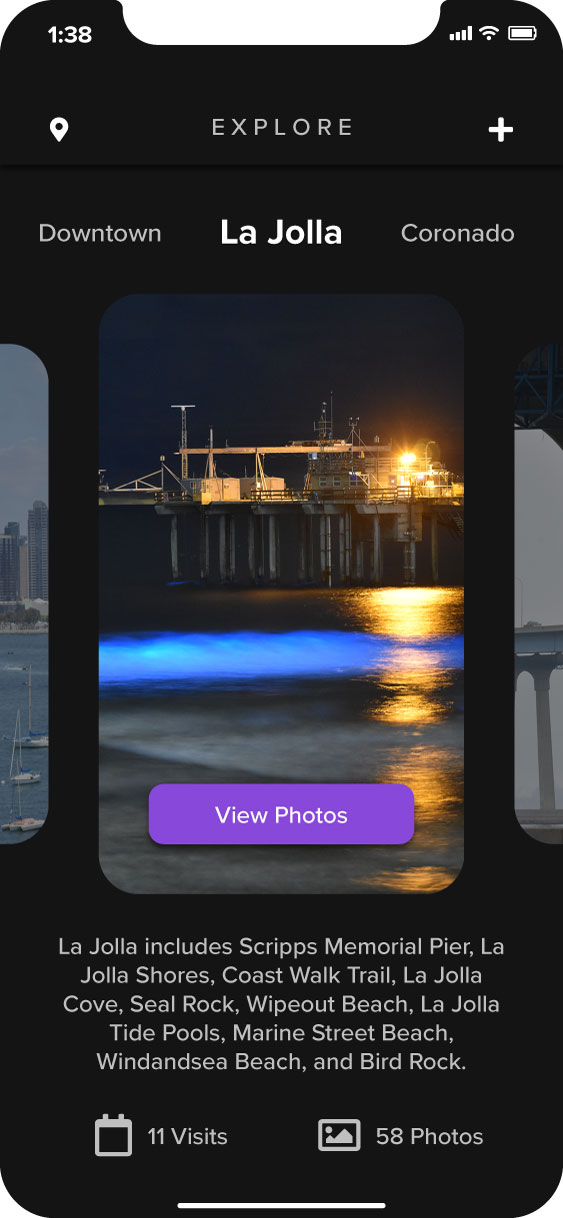 1:38
EXPLORE
Downtown
La Jolla
Coronado
View Photos
La Jolla includes Scripps Memorial Pier, La
Jolla Shores, Coast Walk Trail, La Jolla
Cove, Seal Rock, Wipeout Beach, La Jolla
Tide Pools, Marine Street Beach,
Windandsea Beach, and Bird Rock.
11 Visits
58 Photos